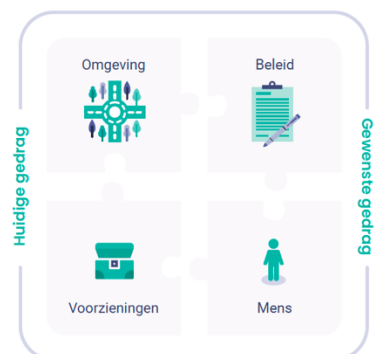 Omgeving
Beleid
Huidige gedrag
Gewenste gedrag
Voorzieningen
Mens